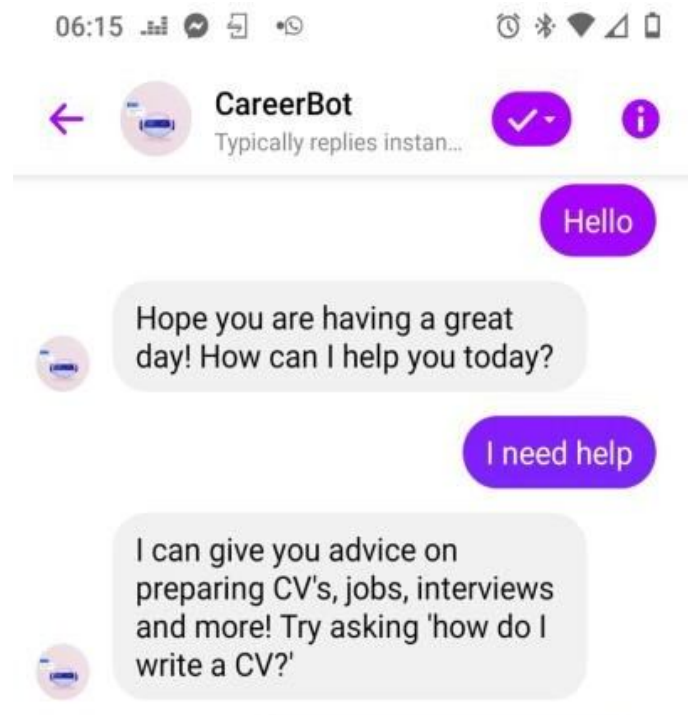 06:15
CareerBot
Typically replies instan...
Hello
Hope you are having a great
day! How can I help you today?
I need help
I can give you advice on
preparing CV's, jobs, interviews
and more! Try asking 'how do I
write a CV?'